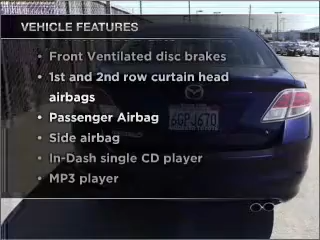 VEHICLE FEATURES
• Front Ventilated disc brakes
• 1st and 2nd row curtain head
airbags
• Passenger Airbag
• Side airbag
• In-Dash single CD player
• MP3 player
6GPJ670